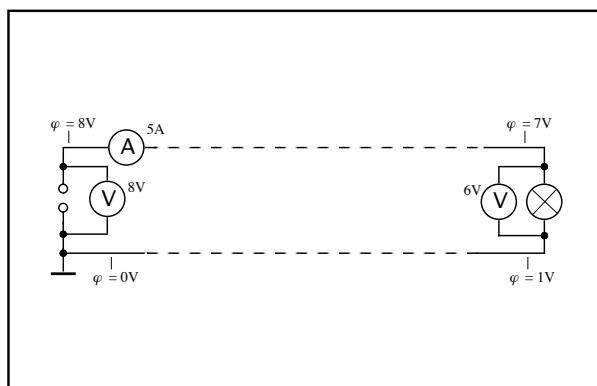 φ = 8V
5A
φ = 7V
A
8V
V
6V
V
φ = 0V
φ = 1V